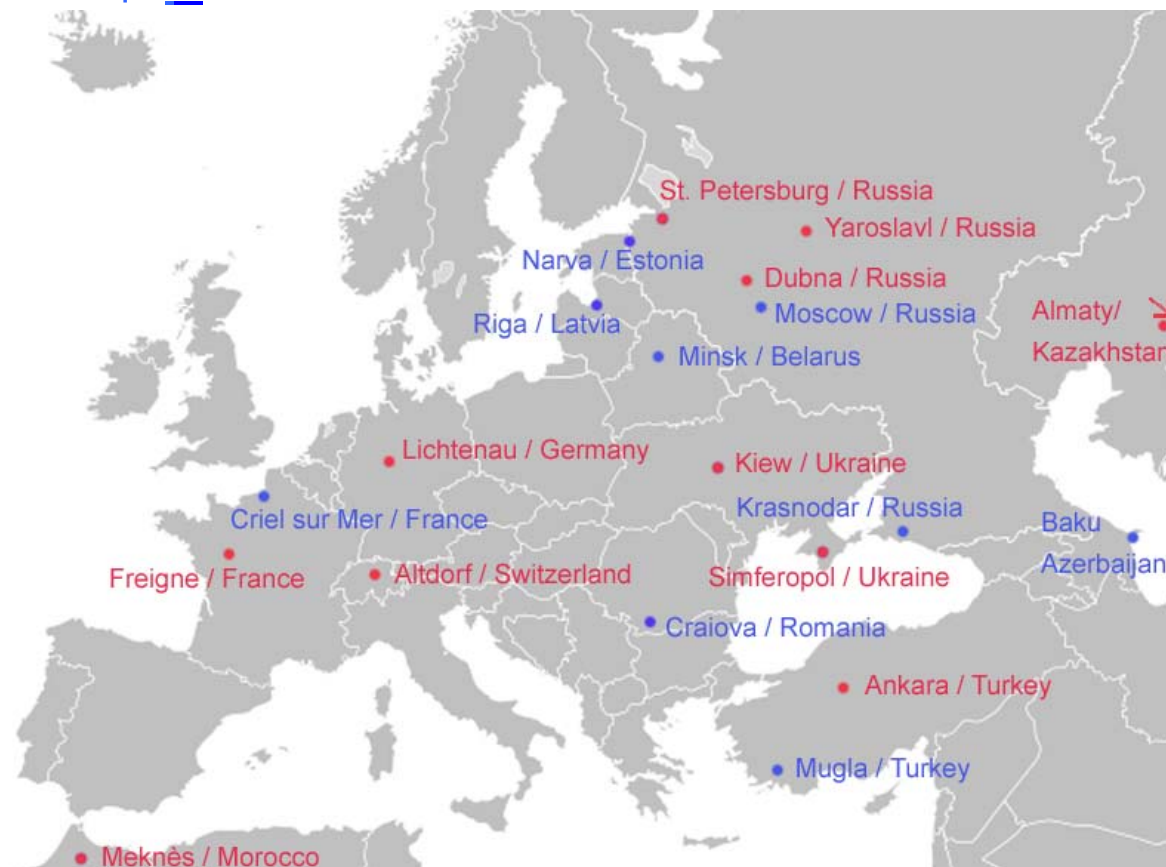 St. Petersburg / Russia
Yaroslavl / Russia
Narva / Estonia
Dubna / Russia
Moscow / Russia
Riga / Latvia
Almaty/
Kazakhstan
Minsk / Belarus
Lichtenau / Germany
Kiew / Ukraine
Krasnodar / Russia
Criel sur Mer / France
Baku
Azerbaijan
Freigne / France
Altdorf / Switzerland
Simferopol / Ukraine
Craiova / Romania
Ankara / Turkey
Mugla / Turkey
Meknès / Morocco